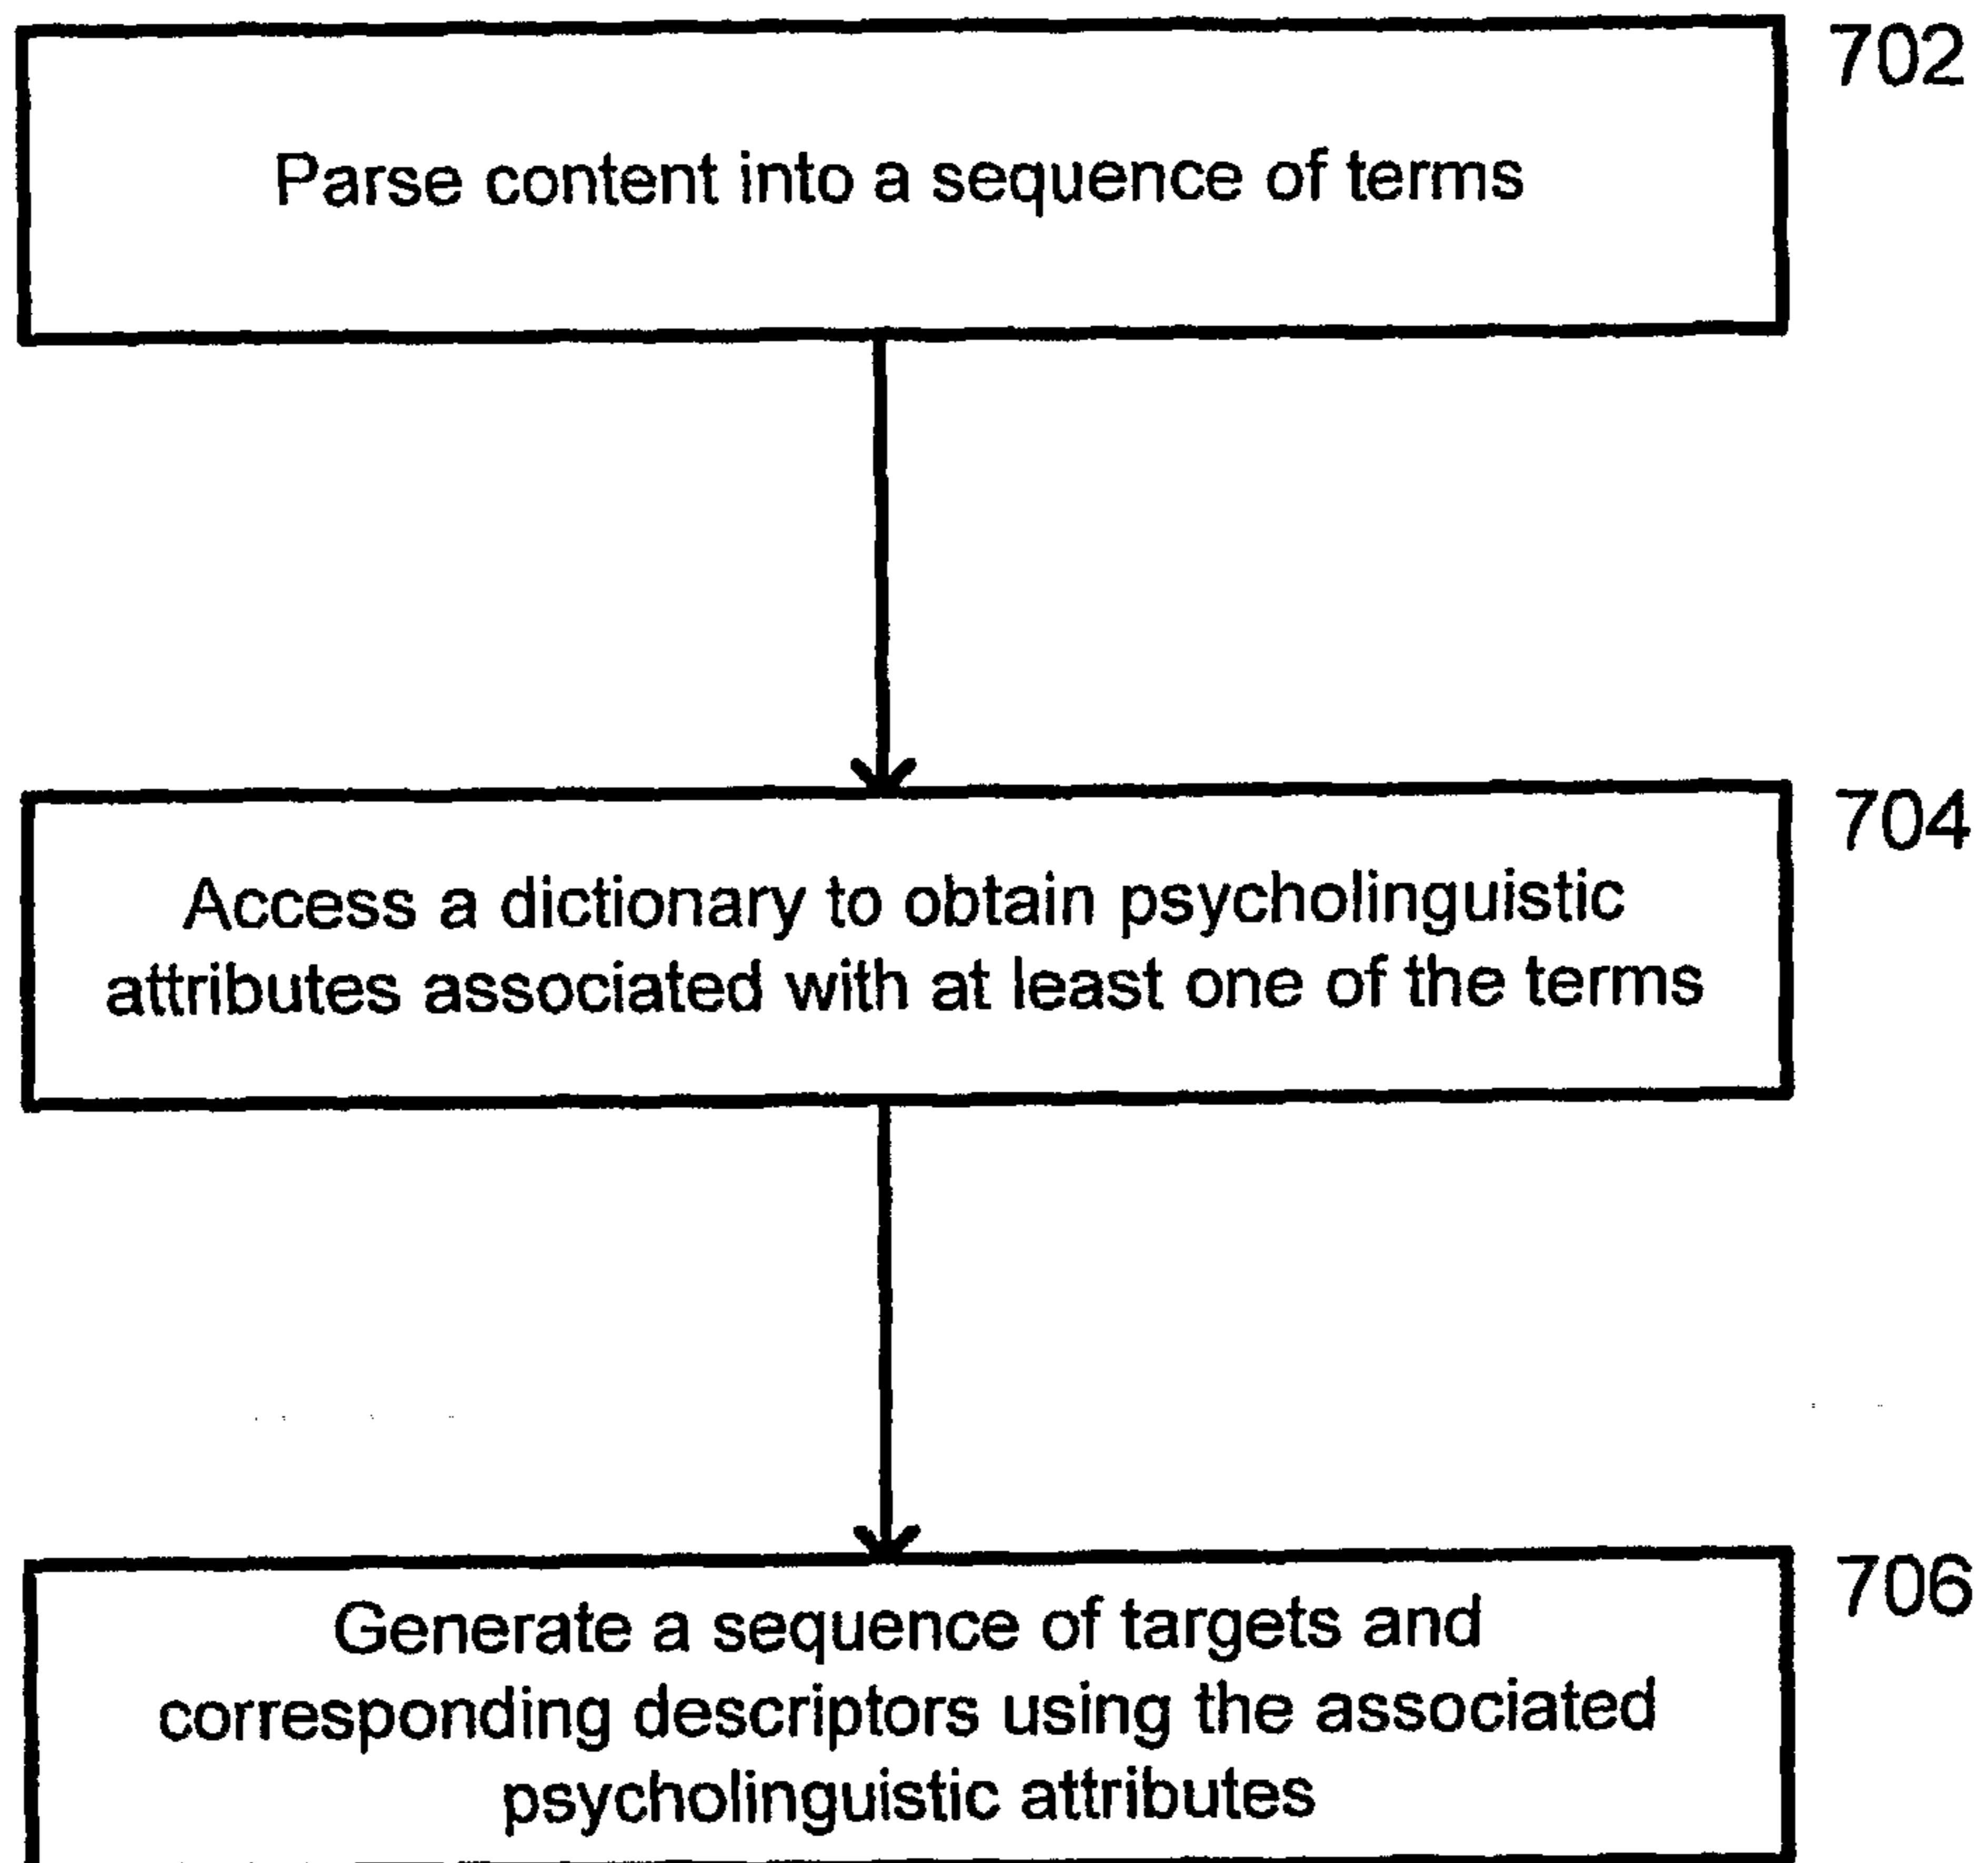 702
Parse content into a sequence of terms
704
Access a dictionary to obtain psycholinguistic
attributes associated with at least one of the terms
706
Generate a sequence of targets and
corresponding descriptors using the associated
psycholinguistic attributes